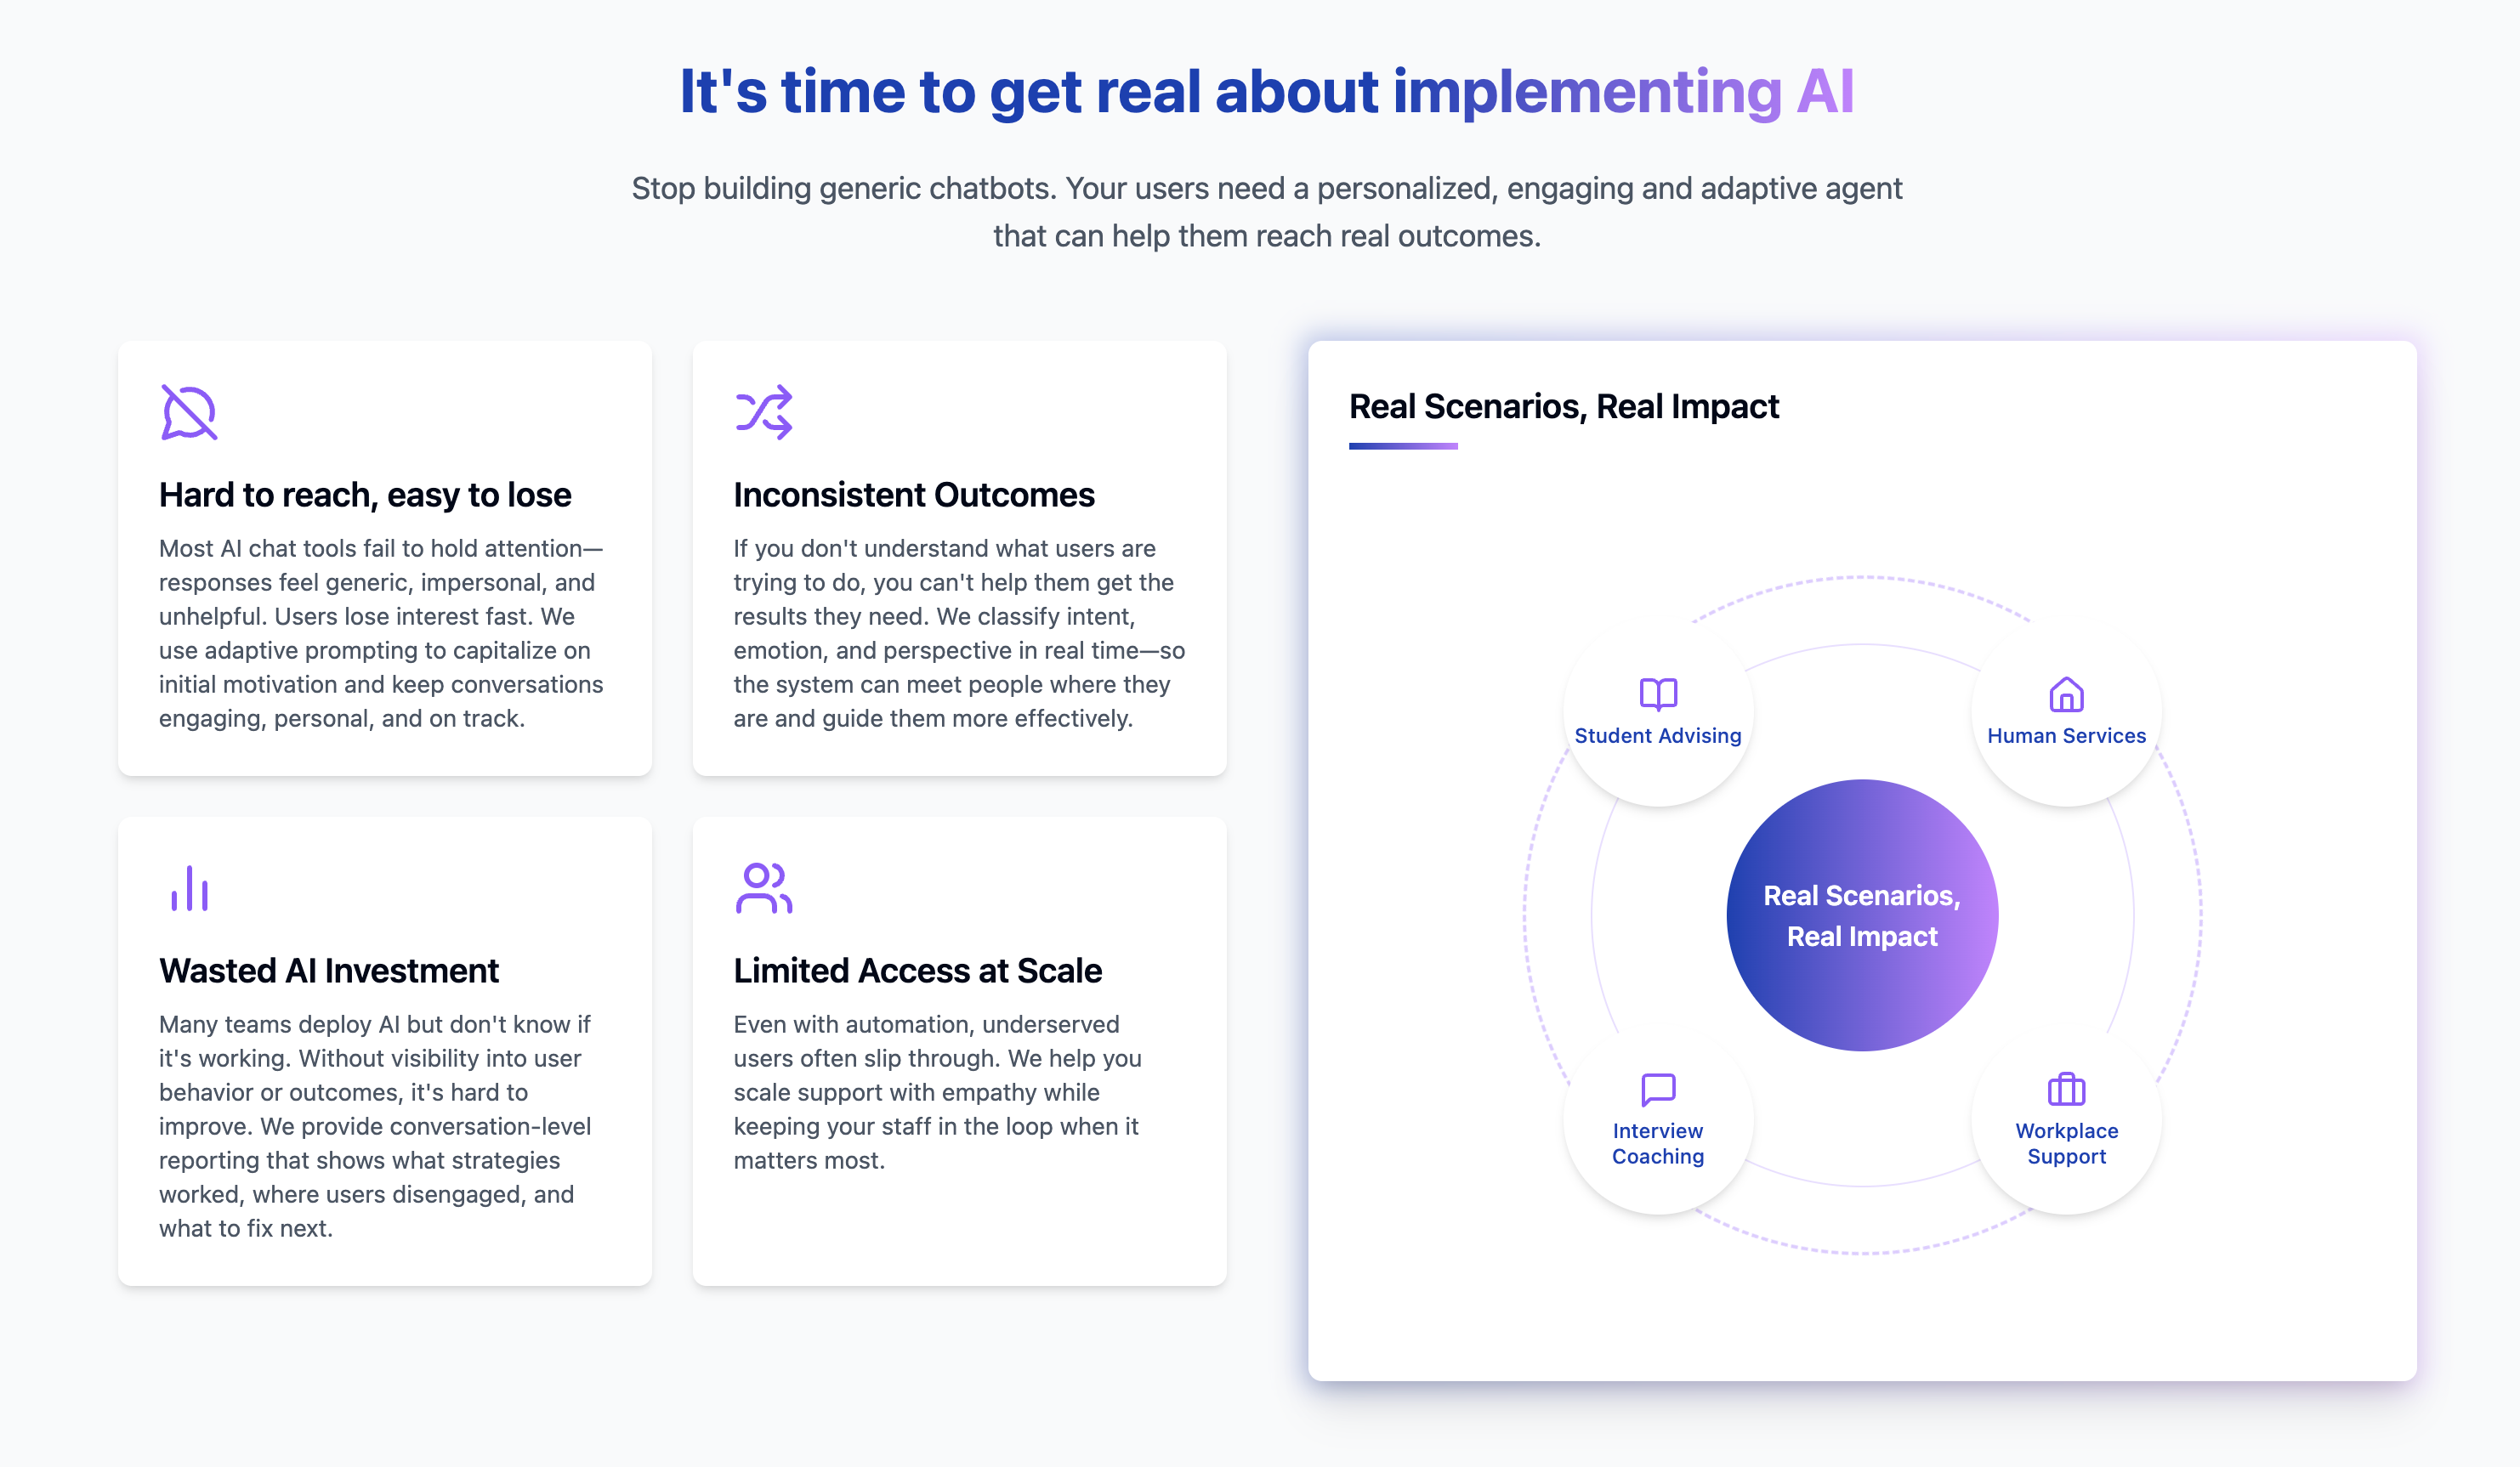 It's time to get real about implementing AI
Stop building generic chatbots. Your users need a personalized, engaging and adaptive agent
that can help them reach real outcomes.
Hard to reach, easy to lose
Most AI chat tools fail to hold attention—
responses feel generic, impersonal, and
unhelpful. Users lose interest fast. We
use adaptive prompting to capitalize on
initial motivation and keep conversations
engaging, personal, and on track.
Inconsistent Outcomes
If you don't understand what users are
trying to do, you can't help them get the
results they need. We classify intent,
emotion, and perspective in real time—so
the system can meet people where they
are and guide them more effectively.
Wasted AI Investment
Many teams deploy AI but don't know if
it's working. Without visibility into user
behavior or outcomes, it's hard to
improve. We provide conversation-level
reporting that shows what strategies
worked, where users disengaged, and
what to fix next.
Limited Access at Scale
Even with automation, underserved
users often slip through. We help you
scale support with empathy while
keeping your staff in the loop when it
matters most.
Real Scenarios, Real Impact
Student Advising
Human Services
Real Scenarios,
Real Impact
Interview
Coaching
Workplace
Support